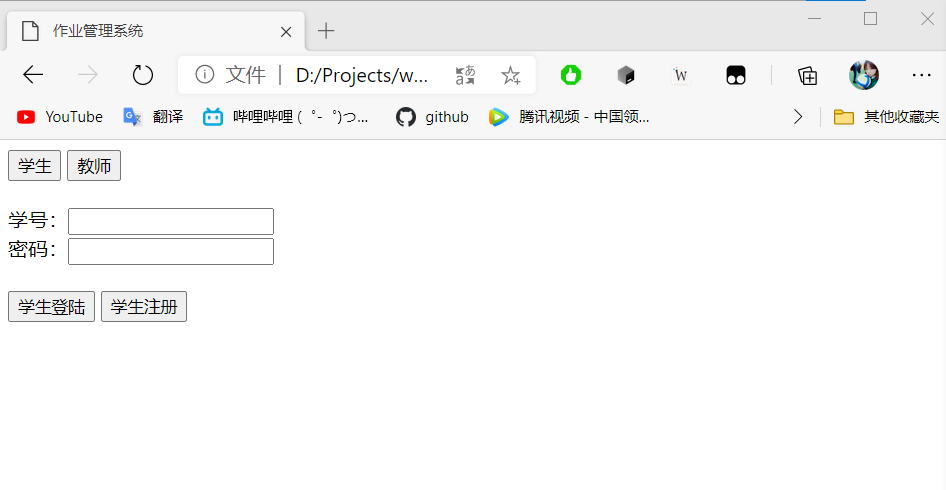 作业管理系统
文件 | D:/Projects/w...
YouTube 翻译 哔哩哔哩 (゜-゜)つ... github 腾讯视频 - 中国领... 其他收藏夹
学生 教师
学号：
密码：
学生登陆 学生注册